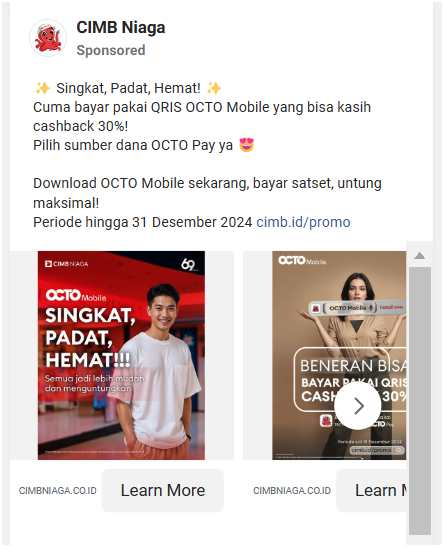 CIMB Niaga
Sponsored
✨ Singkat, Padat, Hemat! ✨
Cuma bayar pakai QRIS OCTO Mobile yang bisa kasih
cashback 30%!
Pilih sumber dana OCTO Pay ya 😍
Download OCTO Mobile sekarang, bayar satset, untung
maksimal!
Periode hingga 31 Desember 2024 cimb.id/promo
CIMB NIAGA
69
OCTO Mobile
SINGKAT,
PADAT,
HEMAT!!!
Semua jadi lebih mudah
dan menguntungkan
CIMBNIAGA.CO.ID
Learn More
OCTO Mobile
OCTO Mobile
BENERAN BISA
BAYAR PAKAI QRIS
CASHBACK 30%
Pay
Periode s/d 31 Desember 2024
cimb.id/promo
CIMBNIAGA.CO.ID
Learn M